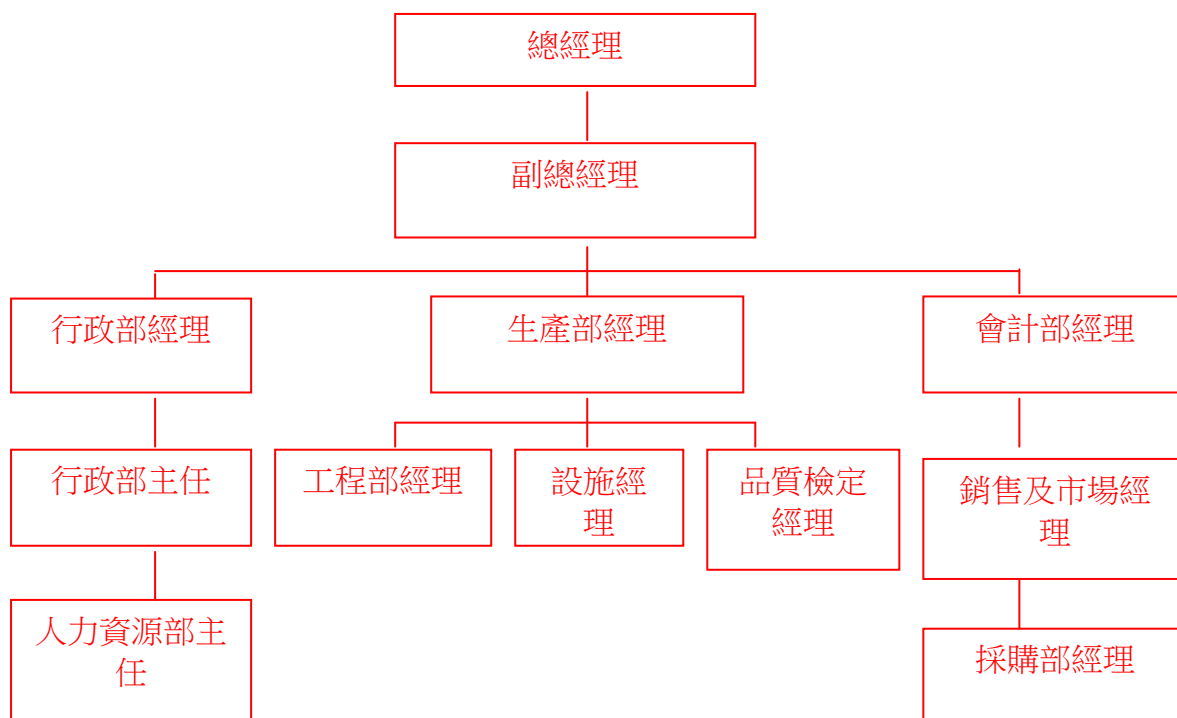 總經理
副總經理
行政部經理
生產部經理
會計部經理
行政部主任
工程部經理
設施經
理
品質檢定
經理
銷售及市場經
理
人力資源部主
任
採購部經理